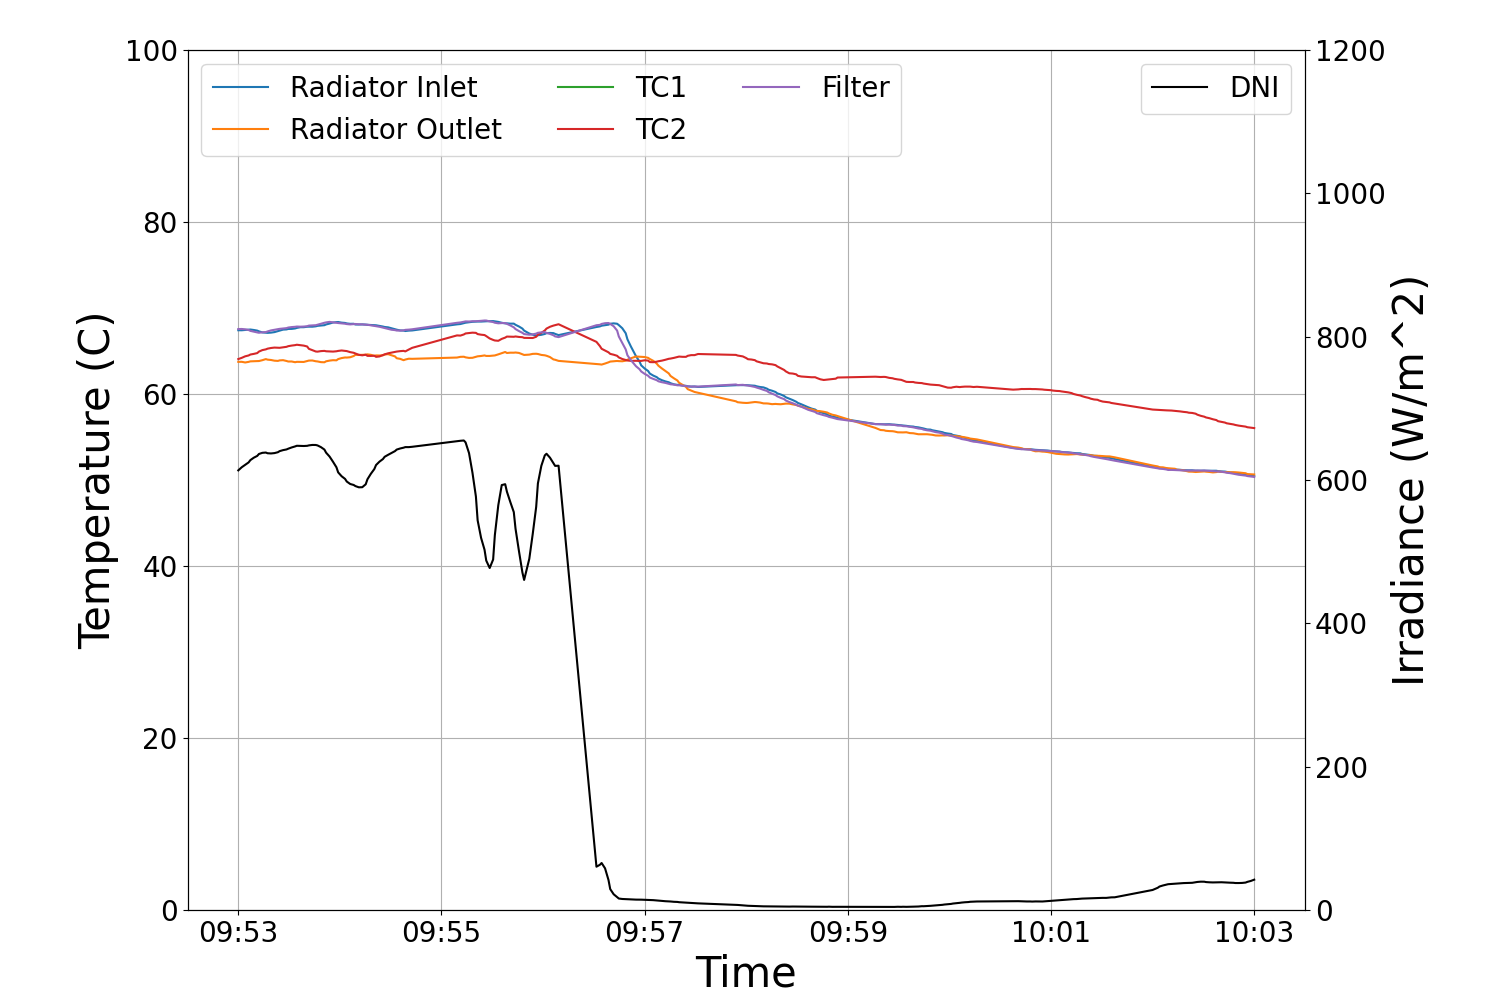 Radiator Inlet
Radiator Outlet
TC1
TC2
Filter
DNI
Temperature (C)
100
80
60
40
20
0
Irradiance (W/m^2)
1200
1000
800
600
400
200
0
09:53 09:55 09:57 09:59 10:01 10:03
Time